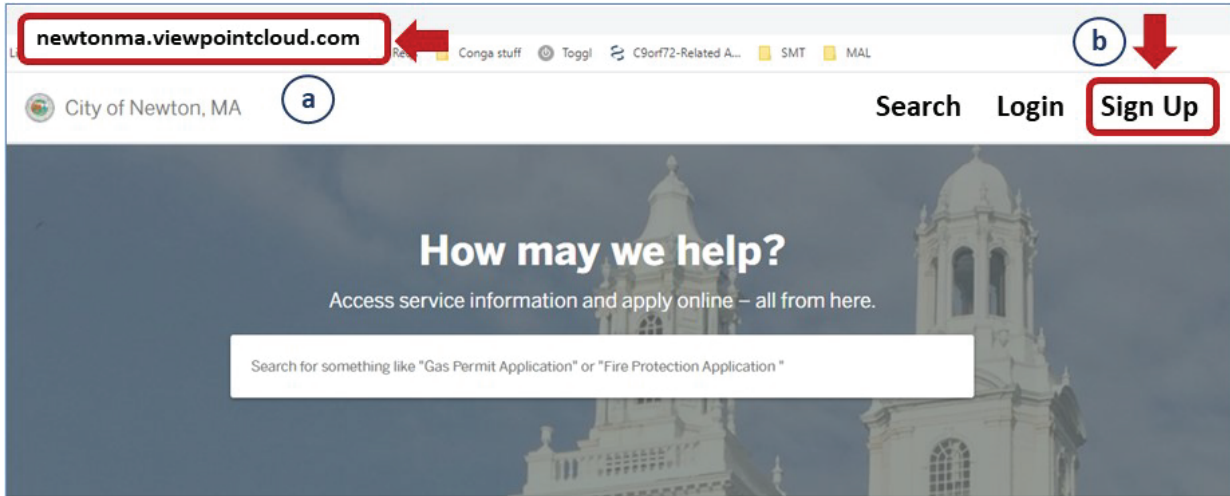 newtonma.viewpointcloud.com
Conga stuff Toggl C9orf72-Related A... SMT MAL
b
City of Newton, MA
a
Search Login Sign Up
How may we help?
Access service information and apply online – all from here.
Search for something like "Gas Permit Application" or "Fire Protection Application "